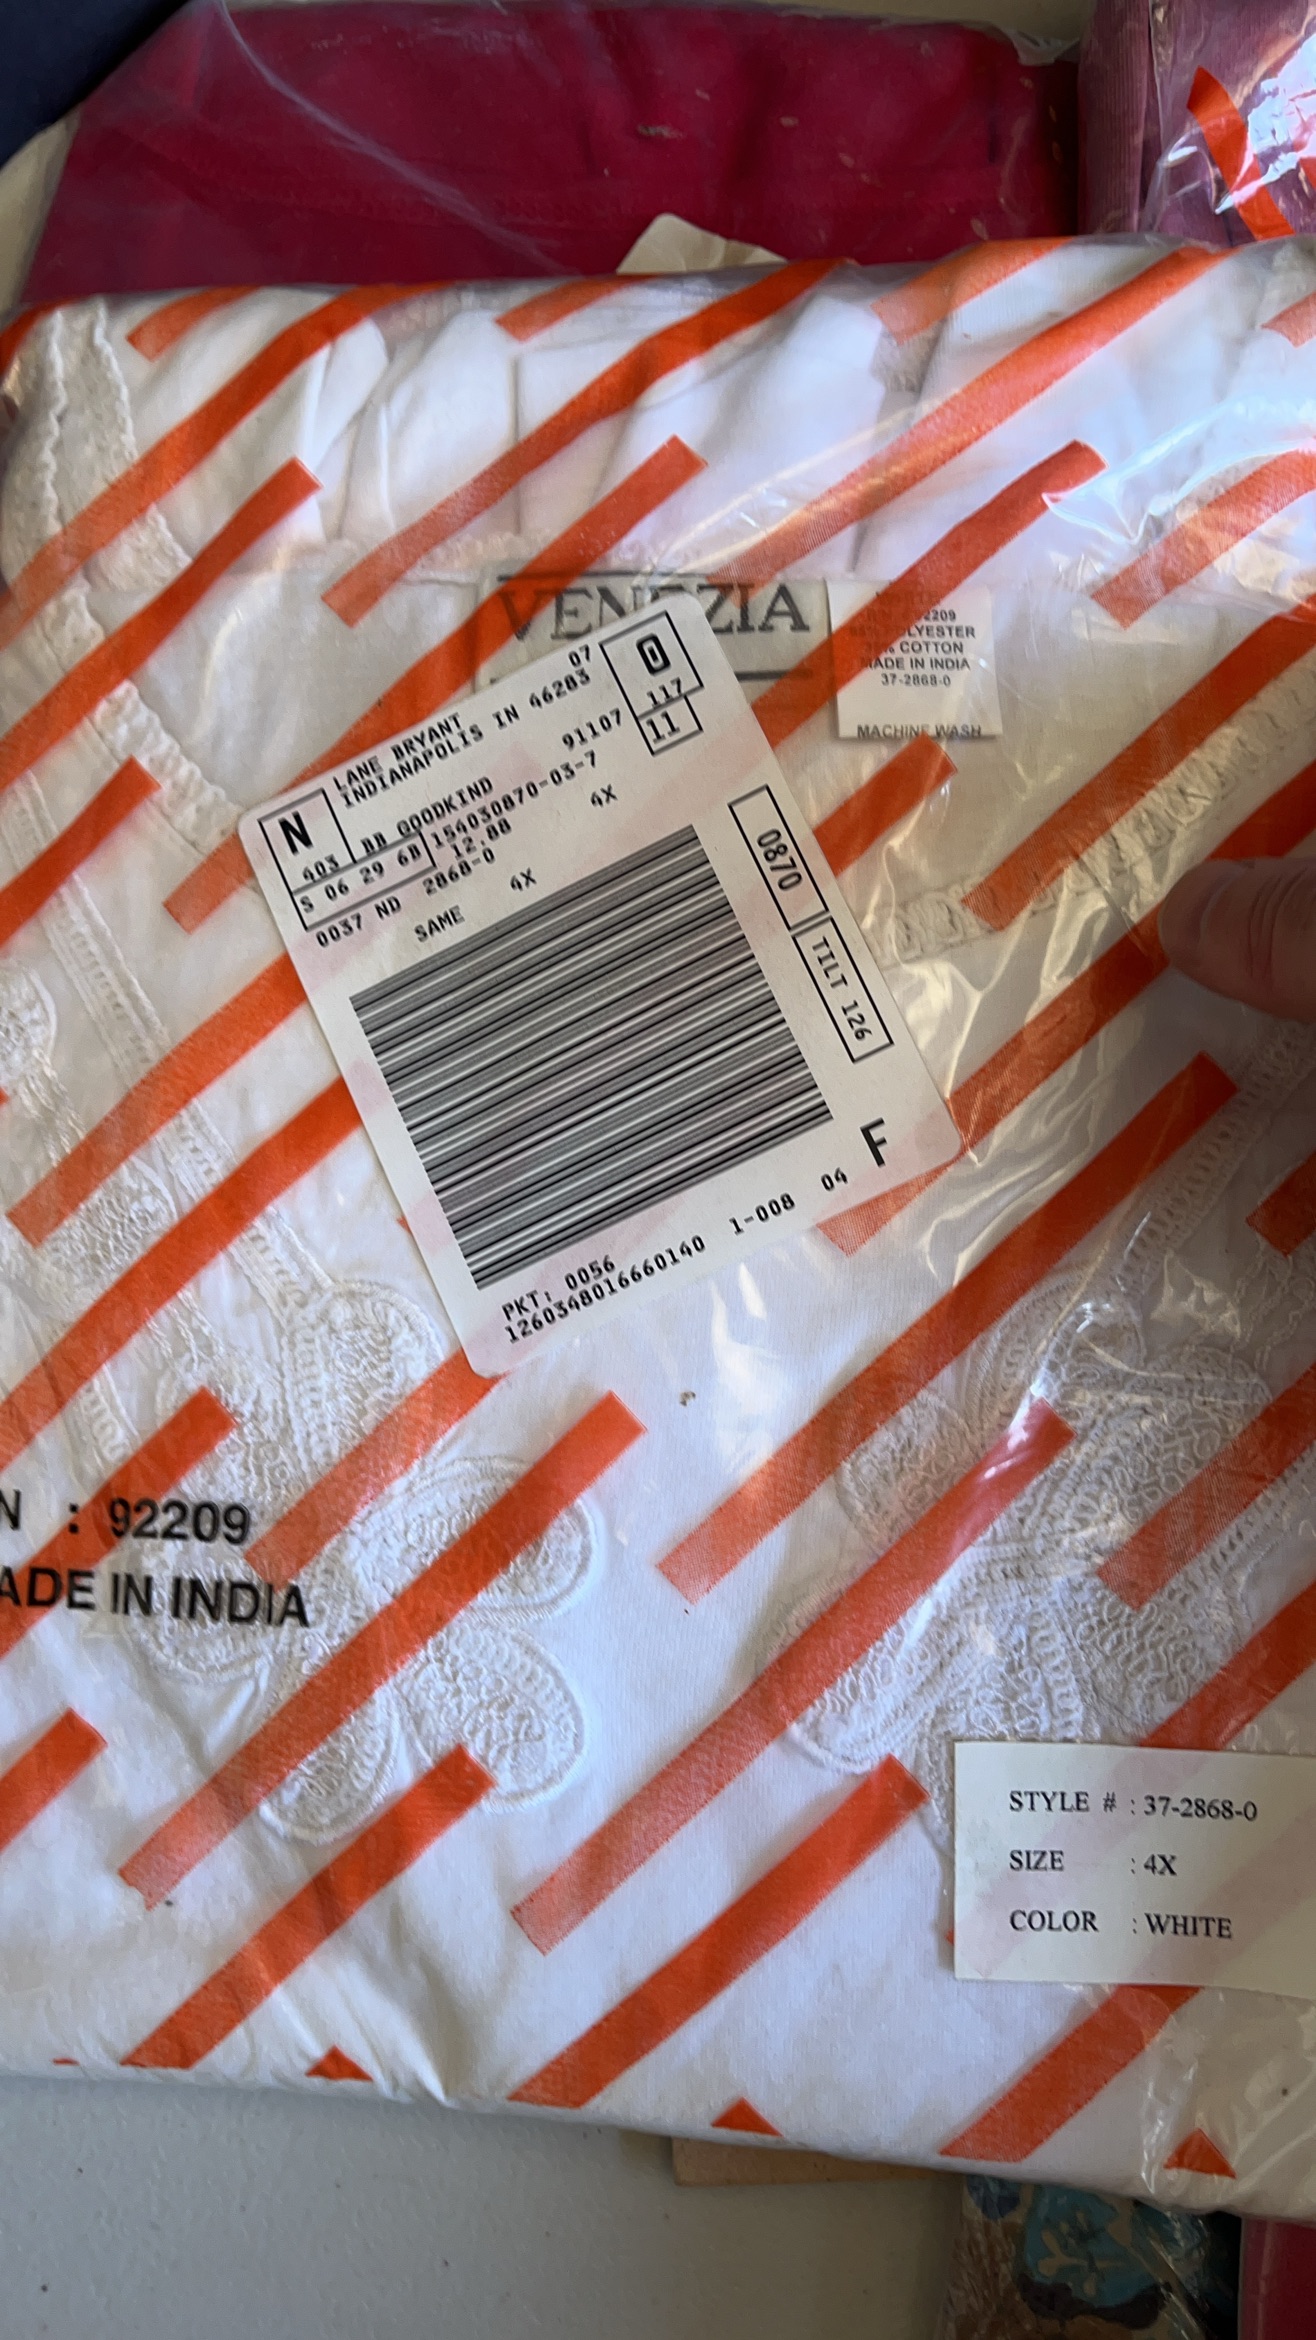 VENEZIA
2209
POLYESTER
% COTTON
MADE IN INDIA
37-2868-0
MACHINE WASH
07
LANE BRYANT
INDIANAPOLIS IN 46283
0
117
11
N
603
BB GOODKIND
91107
S 06 29 6B
154030870-03-7
12.88
4X
0037 ND 2868-0
SAME
4X
0870
TILT 126
F
PKT: 0056
1260348016660140 1-008 04
N : 92209
ADE IN INDIA
STYLE # : 37-2868-0
SIZE : 4X
COLOR : WHITE